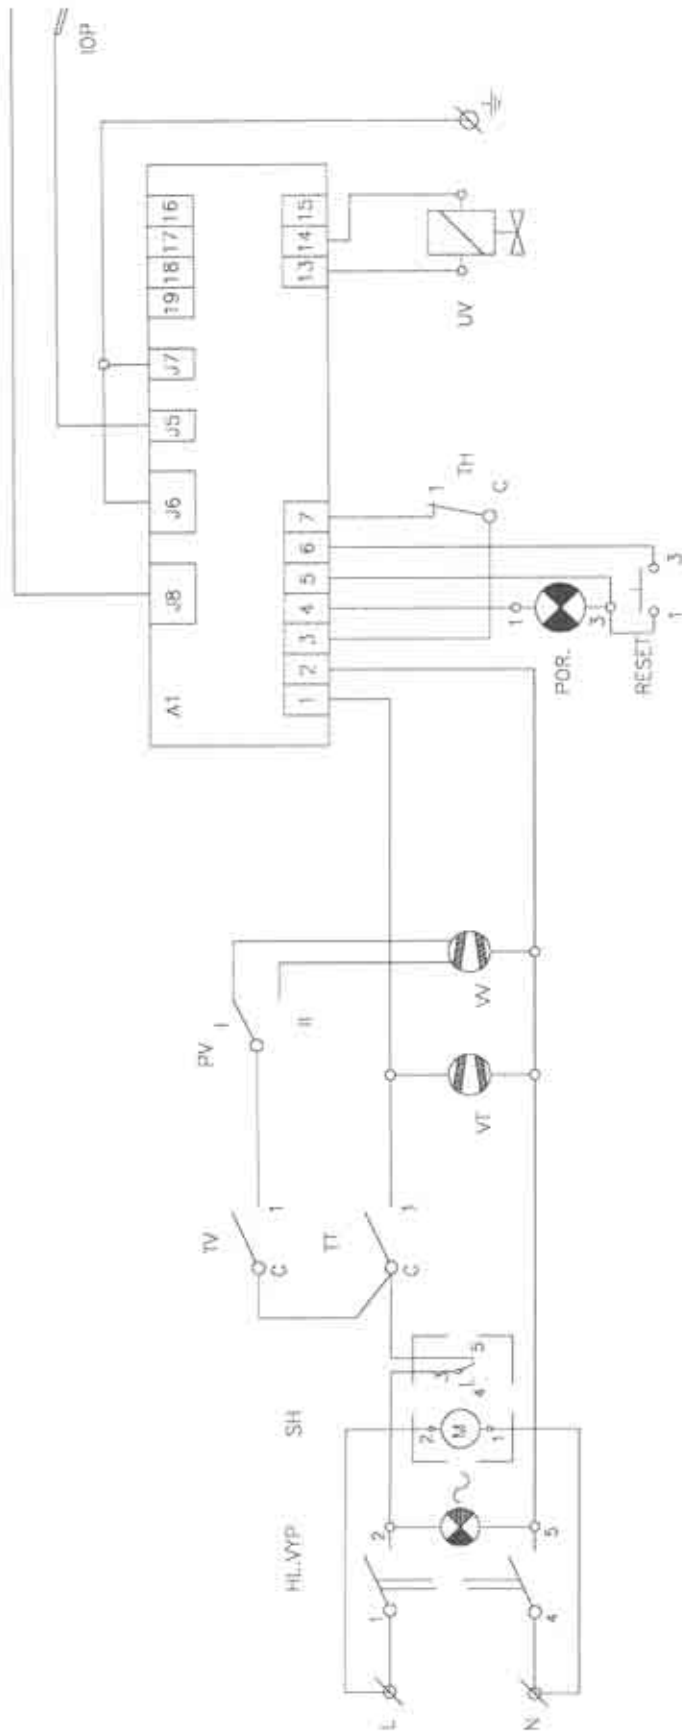 IOP
J8 J6 J5 J7 19 18 17 16
A1
1 2 3 4 5 6 7 13 14 15
UV
TH
1
C
POR.
1
3
RESET
1 3
PV
I
II
VV
VT
TV
C 1
TT
C 1
SH
3
4 5
2
M
1
HL.VYP
1 2
4 5
L
N